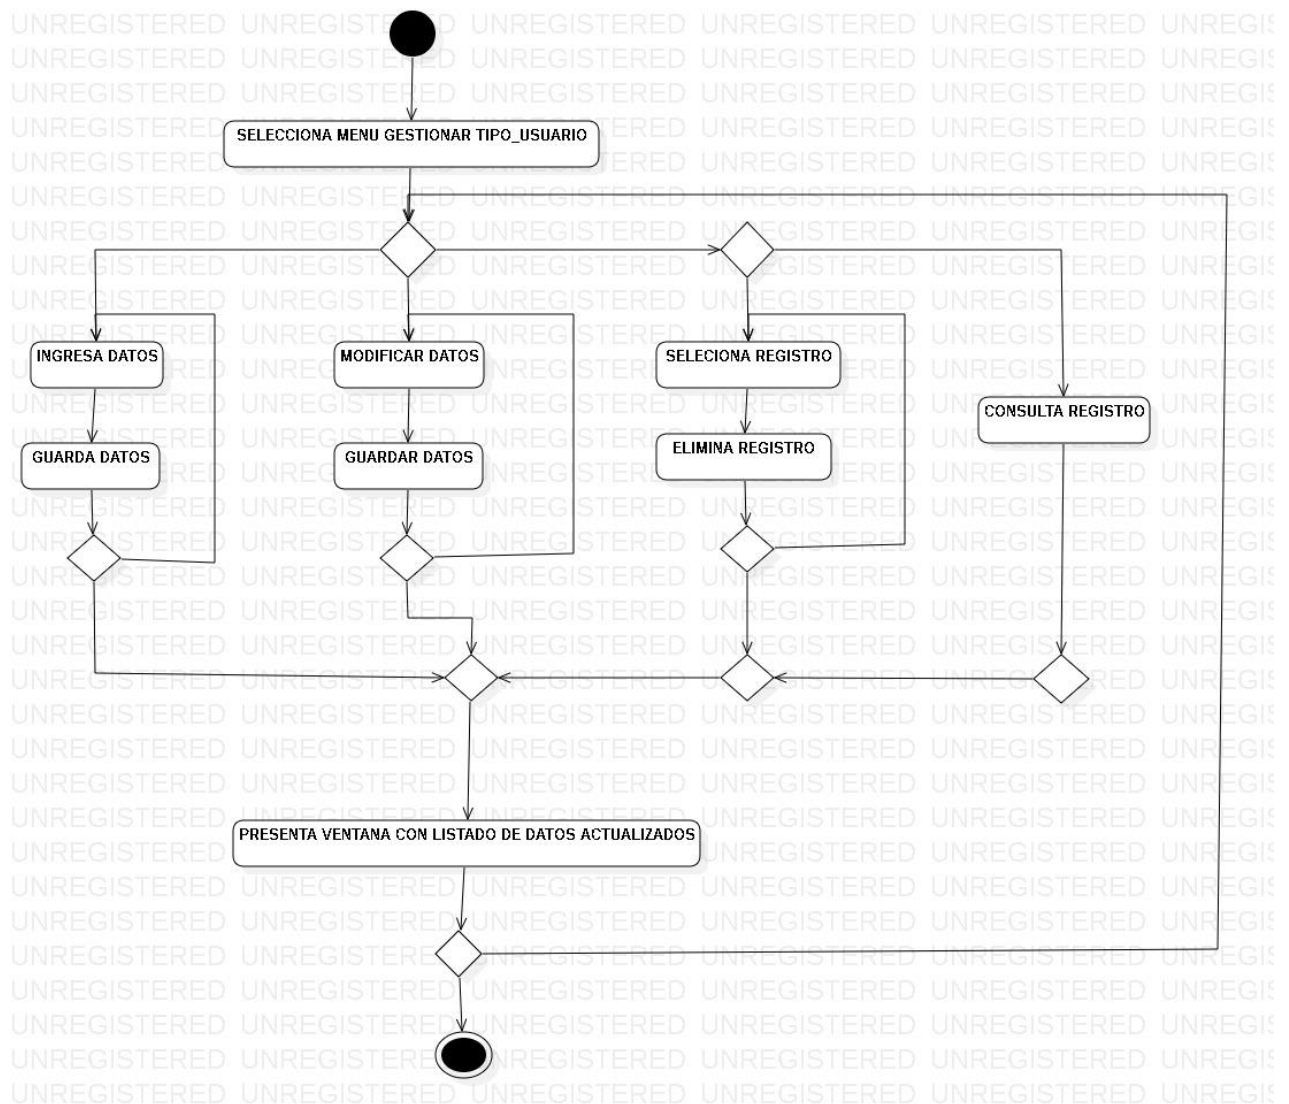 SELECCIONA MENU GESTIONAR TIPO_USUARIO
INGRESA DATOS
MODIFICAR DATOS
SELECIONA REGISTRO
CONSULTA REGISTRO
GUARDA DATOS
GUARDAR DATOS
ELIMINA REGISTRO
PRESENTA VENTANA CON LISTADO DE DATOS ACTUALIZADOS
UNREGISTERED